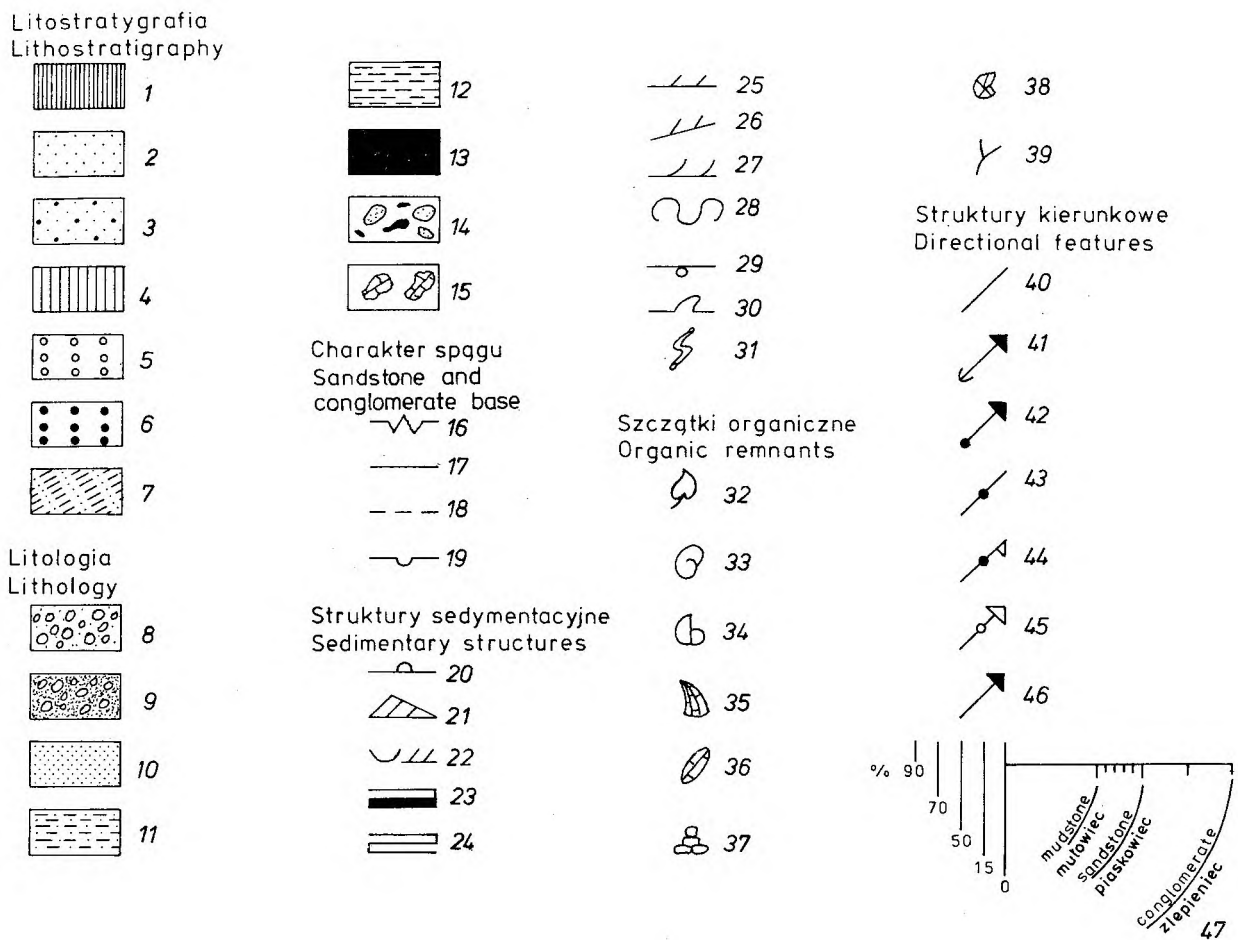 Litostratygrafia
Lithostratigraphy
1
2
3
4
5
6
7
Litologia
Lithology
8
9
10
11
12
13
14
15
Charakter spągu
Sandstone and
conglomerate base
16
17
18
19
Struktury sedymentacyjne
Sedimentary structures
20
21
22
23
24
25
26
27
28
29
30
31
Szczątki organiczne
Organic remnants
32
33
34
35
36
37
38
39
Struktury kierunkowe
Directional features
40
41
42
43
44
45
46
% 90
70
50
15
0
mudstone
mułowiec
sandstone
piaskowiec
conglomerate
zlepieniec
47